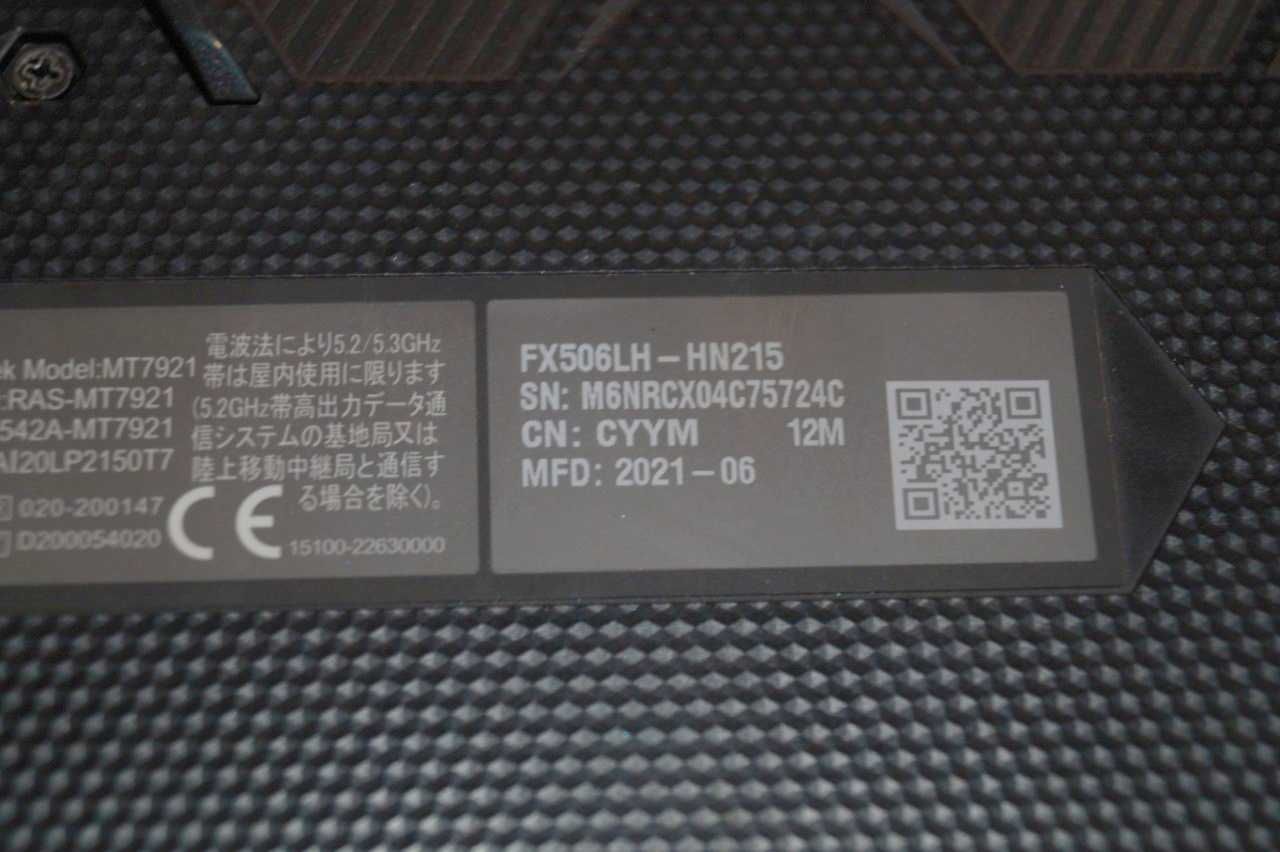 ek Model:MT7921
:RAS-MT7921
542A-MT7921
AI20LP2150T7
020-200147
D200054020
電波法により5.2/5.3GHz
帯は屋内使用に限ります
(5.2GHz帯高出力データ通
信システムの基地局又は
陸上移動中継局と通信す
る場合を除く)。
CE
15100-22630000
FX506LH-HN215
SN: M6NRCX04C75724C
CN: CYYM 12M
MFD: 2021-06